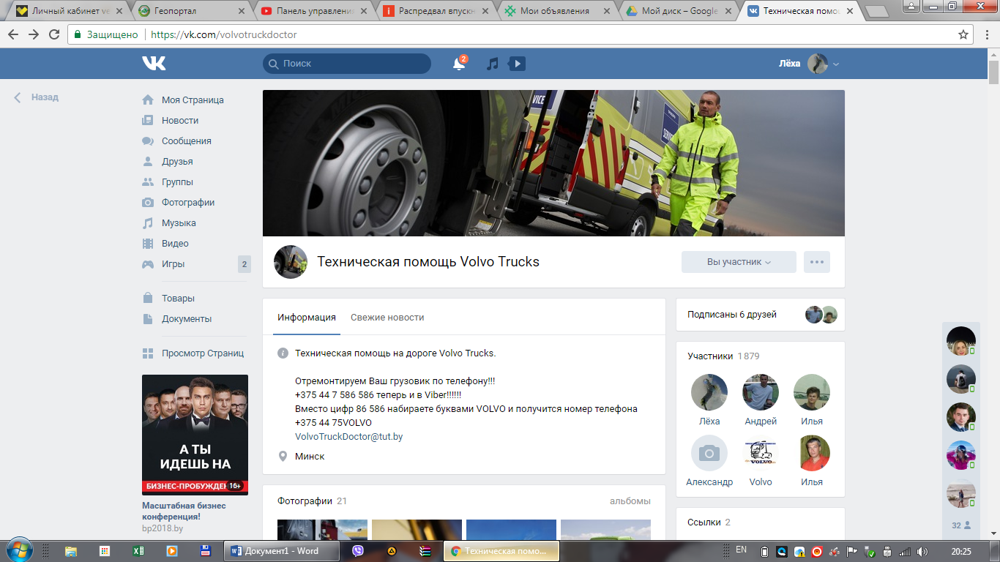 Личный кабинет ve
Геопортал
Панель управления
Распредвал впускн
Мои объявления
Мой диск – Google
Техническая помощ
Защищено
https://vk.com/volvotruckdoctor
Поиск
2
Лёха
Назад
Моя Страница
Новости
Сообщения
Друзья
Группы
Фотографии
Музыка
Видео
Игры 2
Товары
Документы
Просмотр Страниц
А ТЫ
ИДЕШЬ НА
БИЗНЕС-ПРОБУЖДЕН
16+
Масштабная бизнес
конференция!
bp2018.by
VICE
VOLVO
SERV
Техническая помощь Volvo Trucks
Вы участник
Информация Свежие новости
Техническая помощь на дороге Volvo Trucks.
Отремонтируем Ваш грузовик по телефону!!!
+375 44 7 586 586 теперь и в Viber!!!!!!
Вместо цифр 86 586 набираете буквами VOLVO и получится номер телефона
+375 44 75VOLVO
VolvoTruckDoctor@tut.by
Минск
Фотографии 21
альбомы
Подписаны 6 друзей
Участники 1 879
Лёха Андрей Илья
VOLVO
Александр Volvo Илья
Ссылки 2
32
Документ1 - Word
Техническая помо...
EN
20:25